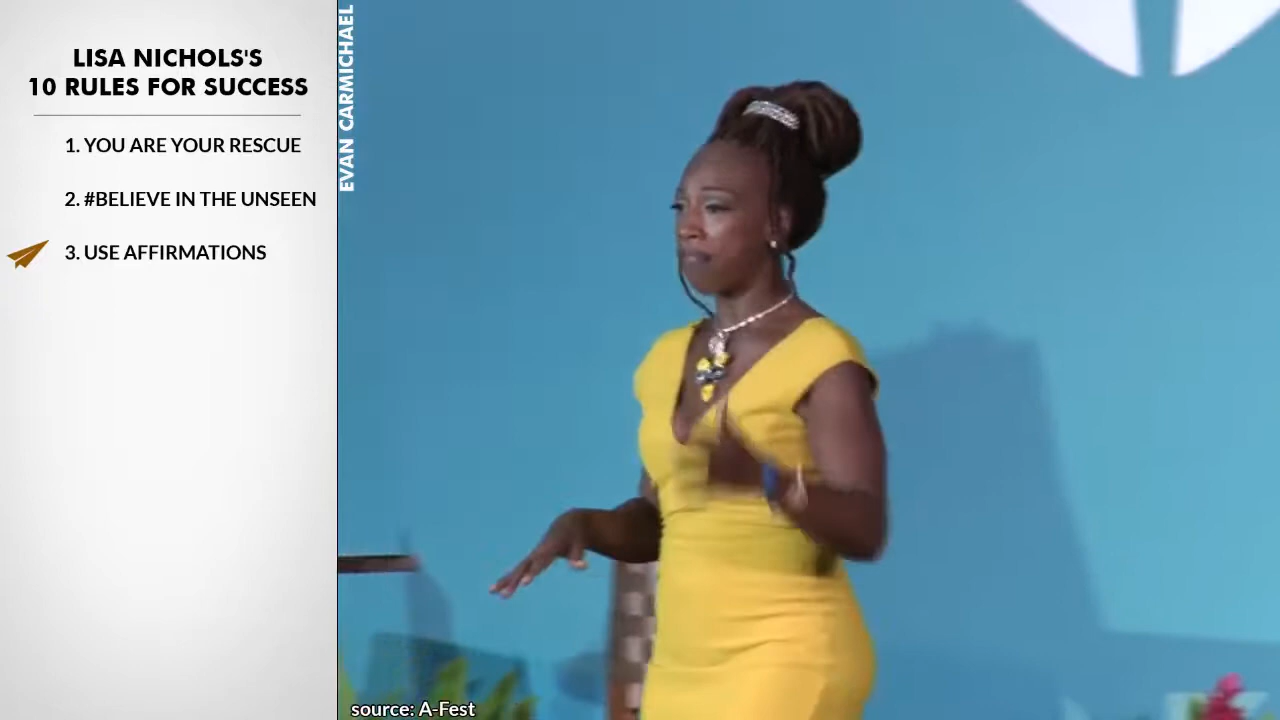 LISA NICHOLS'S
10 RULES FOR SUCCESS
1. YOU ARE YOUR RESCUE
2. #BELIEVE IN THE UNSEEN
3. USE AFFIRMATIONS
EVAN CARMICHAEL
source: A-Fest